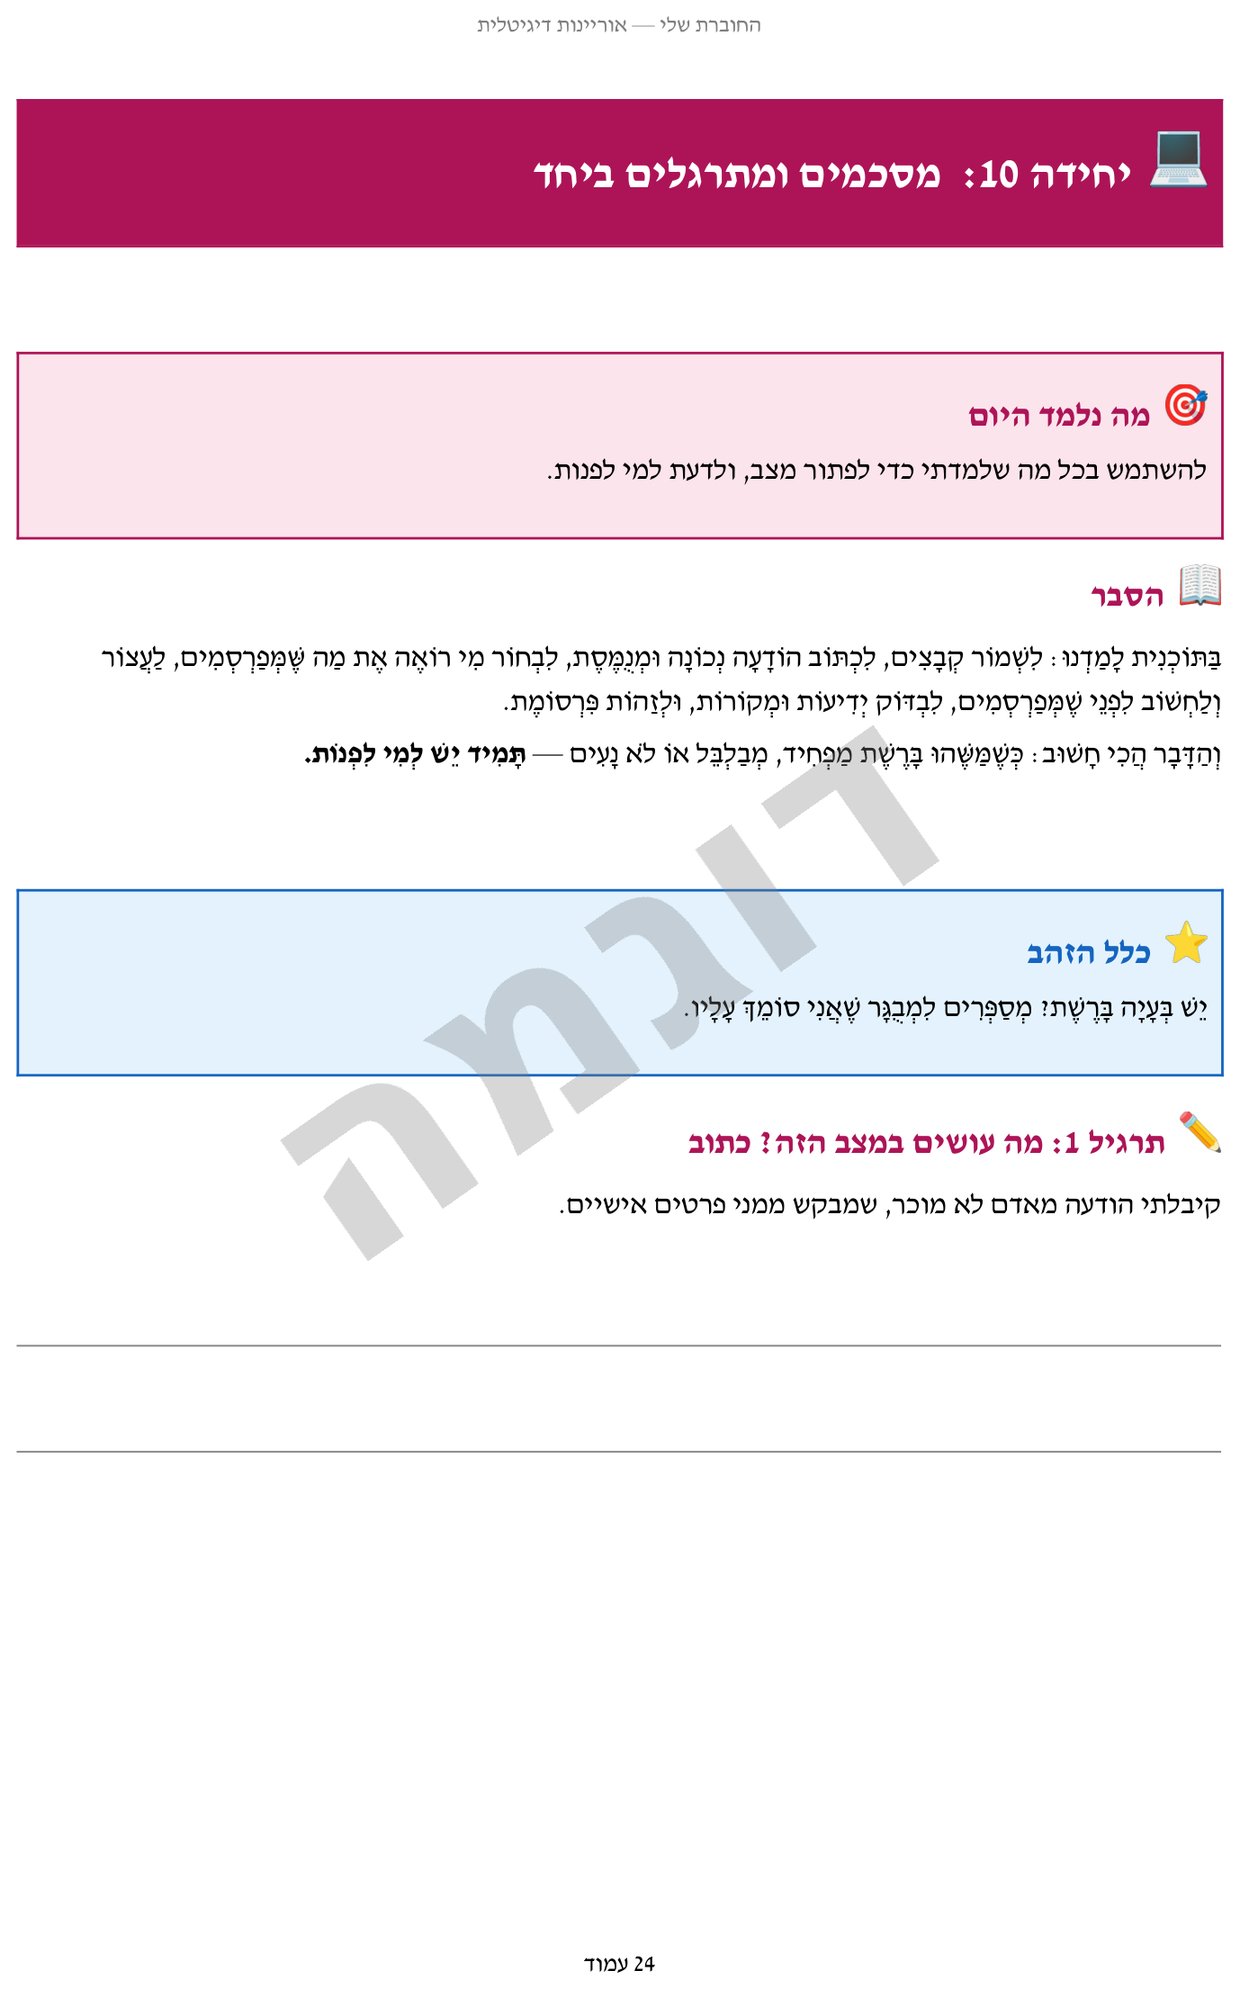 החוברת שלי — אוריינות דיגיטלית
יחידה 10: מסכמים ומתרגלים ביחד
מה נלמד היום
להשתמש בכל מה שלמדתי כדי לפתור מצב, ולדעת למי לפנות.
הסבר
בַּתּוֹכְנִית לָמַדְנוּ: לִשְׁמוֹר קְבָצִים, לִכְתּוֹב הוֹדָעָה נְכוֹנָה וּמְנֻמֶּסֶת, לִבְחוֹר מִי רוֹאֶה אֶת מַה שֶּׁמְּפַרְסְמִים, לַעֲצוֹר
וְלַחְשׁוֹב לִפְנֵי שֶׁמְּפַרְסְמִים, לִבְדּוֹק יְדִיעוֹת וּמְקוֹרוֹת, וּלְזַהוֹת פִּרְסוֹמֶת.
וְהַדָּבָר הֲכִי חָשׁוּב: כְּשֶׁמַּשֶּׁהוּ בָּרֶשֶׁת מַפְחִיד, מְבַלְבֵּל אוֹ לֹא נָעִים — תָּמִיד יֵשׁ לְמִי לִפְנוֹת.
כלל הזהב
יֵשׁ בְּעָיָה בָּרֶשֶׁת? מְסַפְּרִים לִמְבֻגָּר שֶׁאֲנִי סוֹמֵךְ עָלָיו.
תרגיל 1: מה עושים במצב הזה? כתוב
קיבלתי הודעה מאדם לא מוכר, שמבקש ממני פרטים אישיים.
דוגמה
24 עמוד